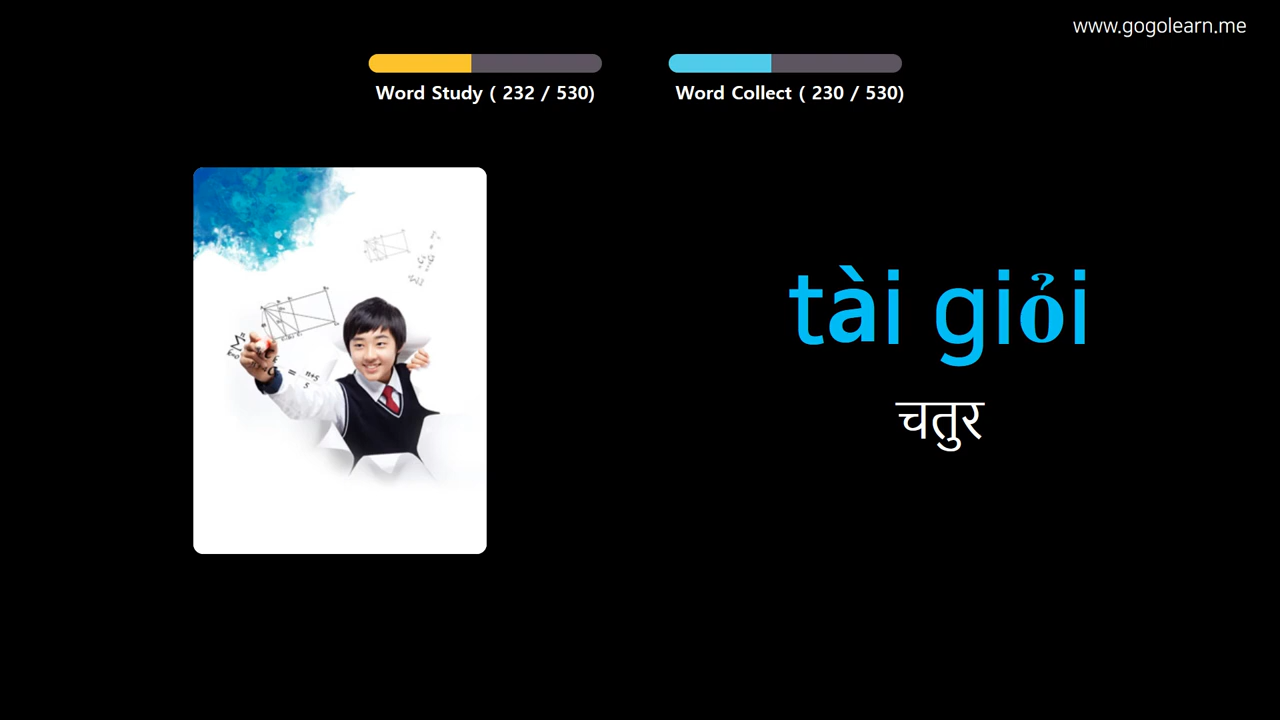 www.gogolearn.me
Word Study ( 232 / 530)
Word Collect ( 230 / 530)
tài giỏi
चतुर